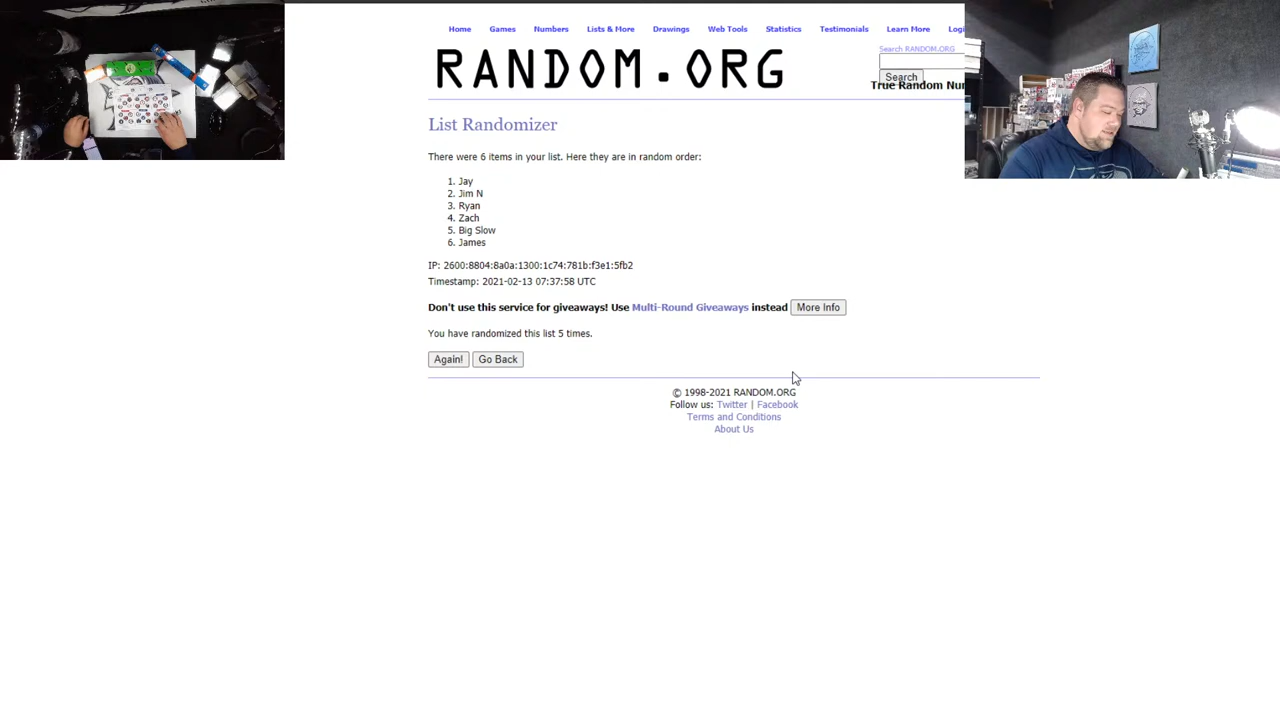 Home Games Numbers Lists & More Drawings Web Tools Statistics Testimonials Learn More Logi
Search RANDOM.ORG
RANDOM.ORG
Search
True Random Nu
List Randomizer
There were 6 items in your list. Here they are in random order:
1. Jay
2. Jim N
3. Ryan
4. Zach
5. Big Slow
6. James
IP: 2600:8804:8a0a:1300:1c74:781b:f3e1:5fb2
Timestamp: 2021-02-13 07:37:58 UTC
Don't use this service for giveaways! Use Multi-Round Giveaways instead More Info
You have randomized this list 5 times.
Again! Go Back
© 1998-2021 RANDOM.ORG
Follow us: Twitter | Facebook
Terms and Conditions
About Us